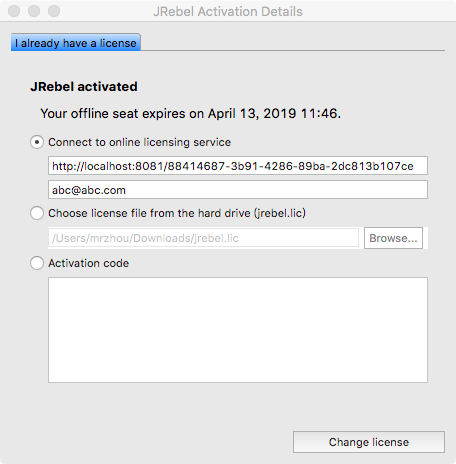 JRebel Activation Details
I already have a license
JRebel activated
Your offline seat expires on April 13, 2019 11:46.
Connect to online licensing service
http://localhost:8081/88414687-3b91-4286-89ba-2dc813b107ce
abc@abc.com
Choose license file from the hard drive (jrebel.lic)
/Users/mrzhou/Downloads/jrebel.lic Browse...
Activation code
Change license